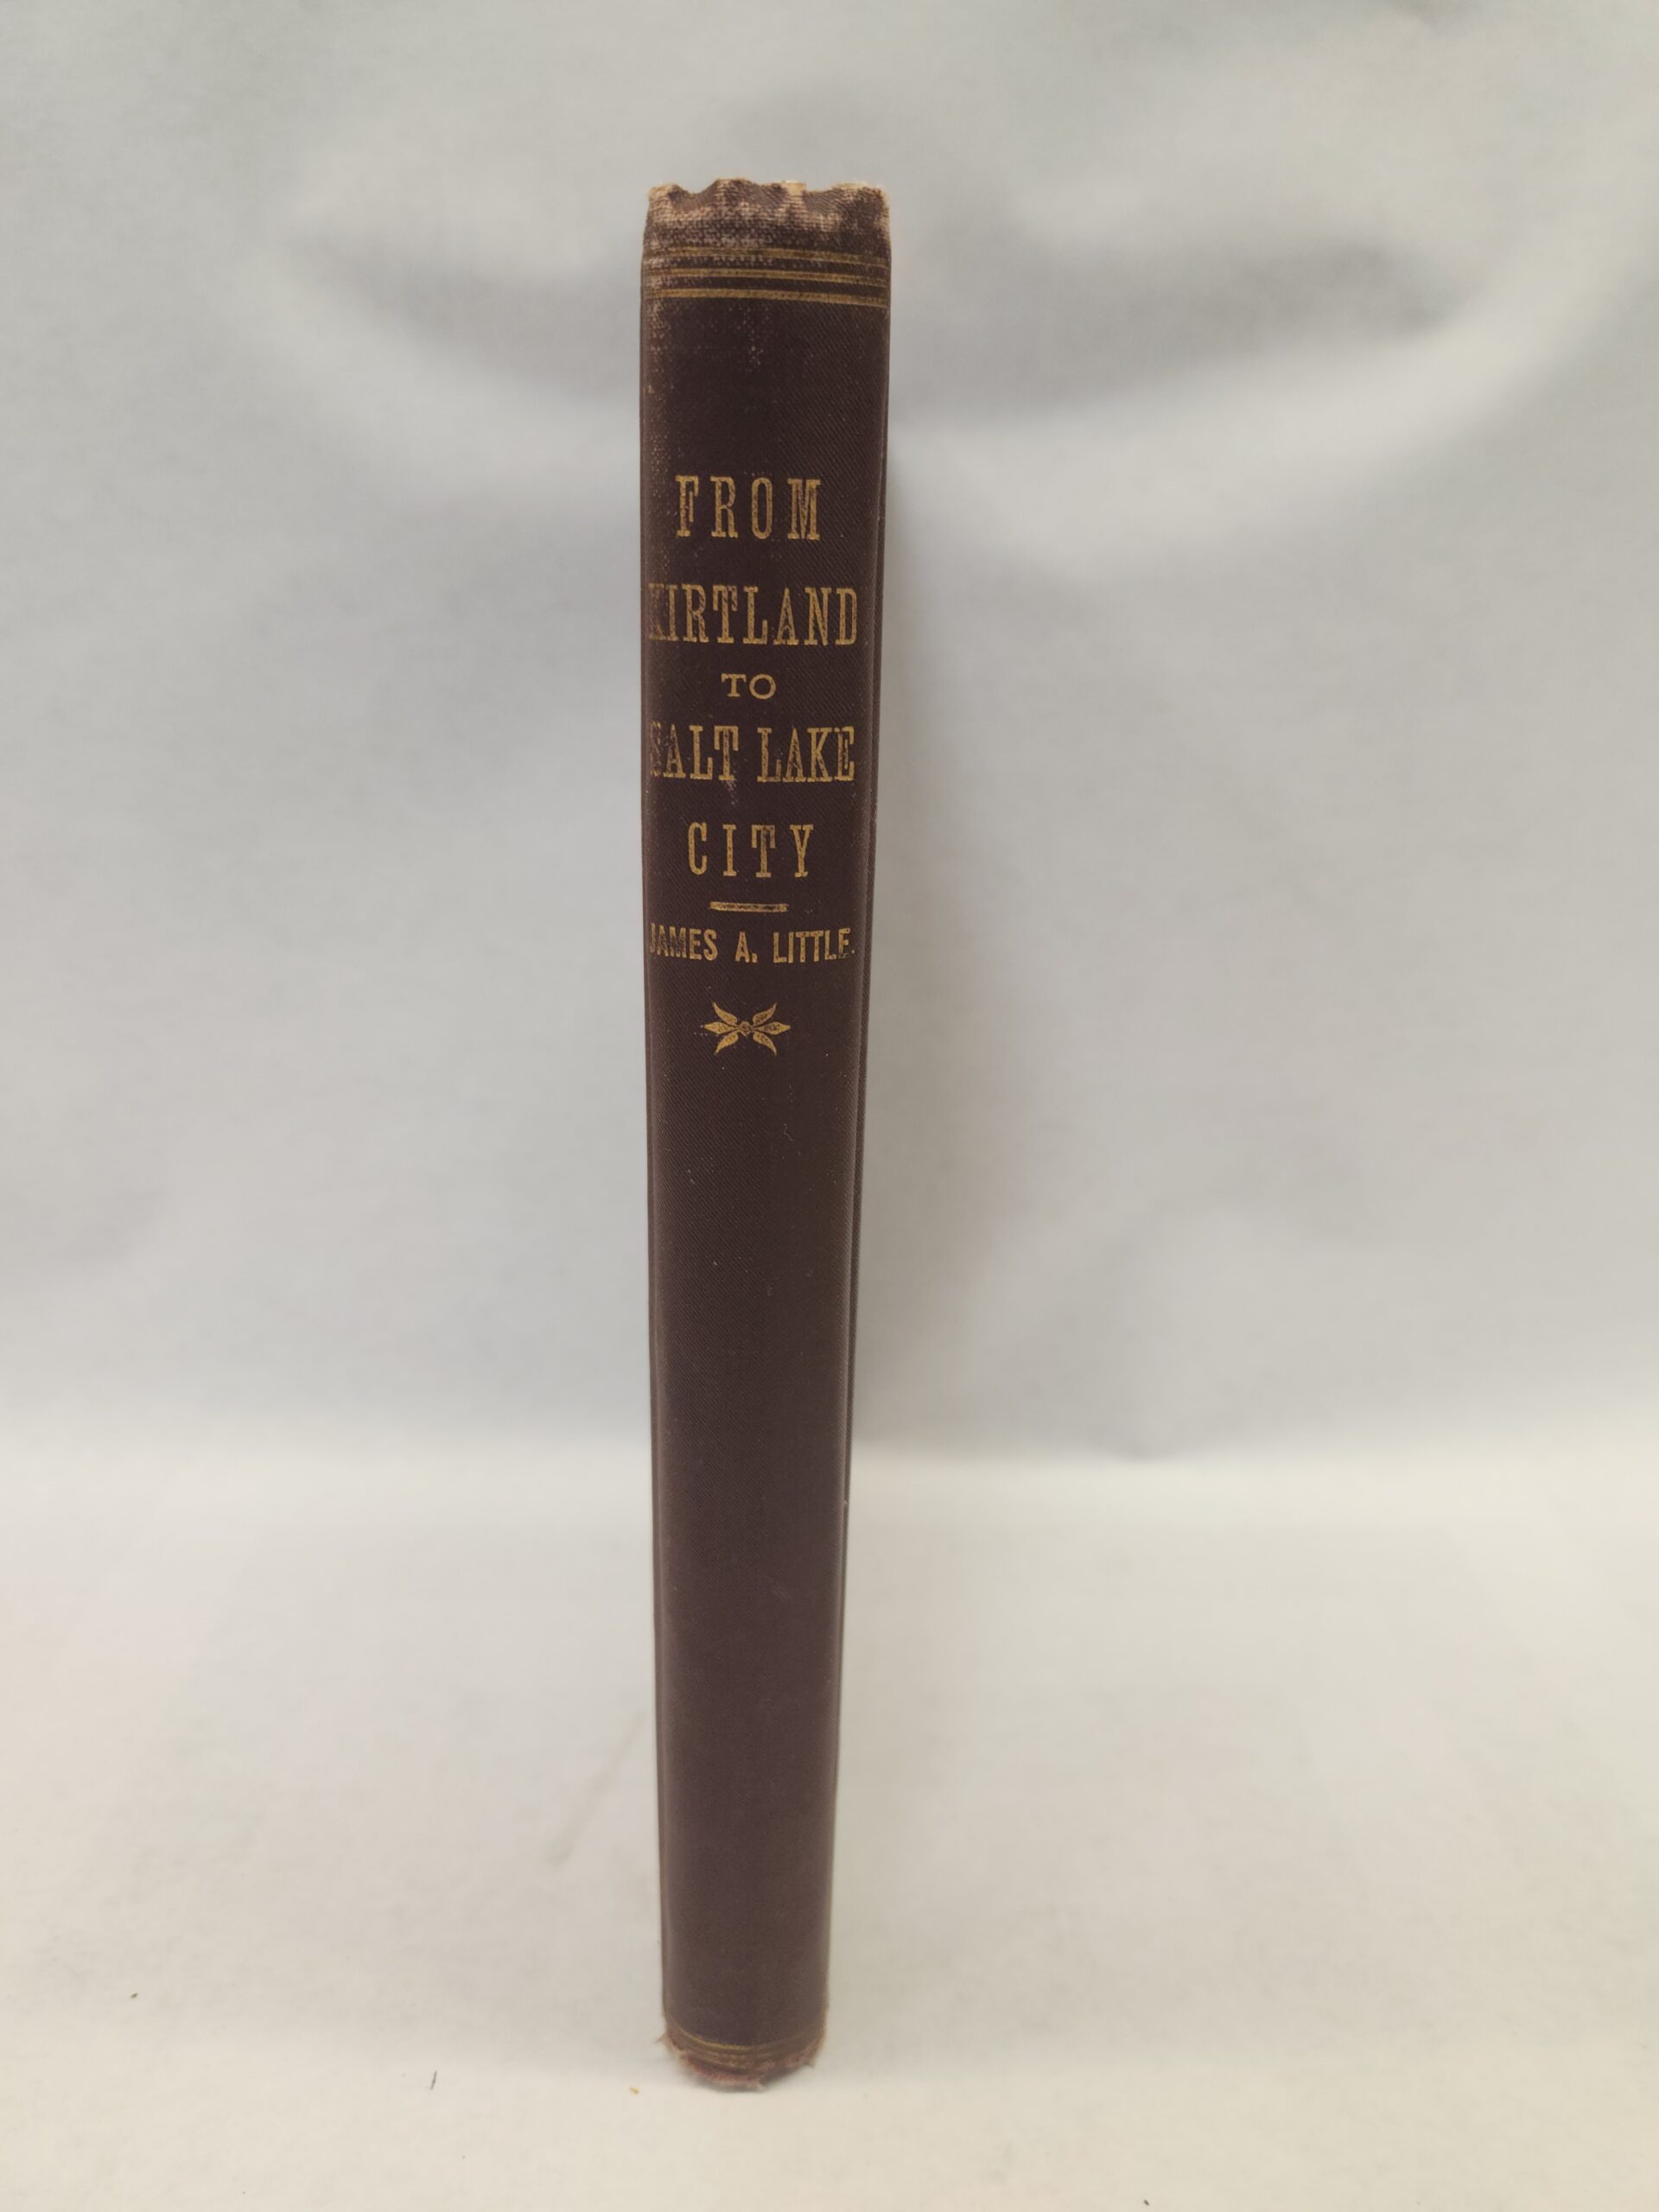 FROM
KIRTLAND
TO
SALT LAKE
CITY
JAMES A. LITTLE.